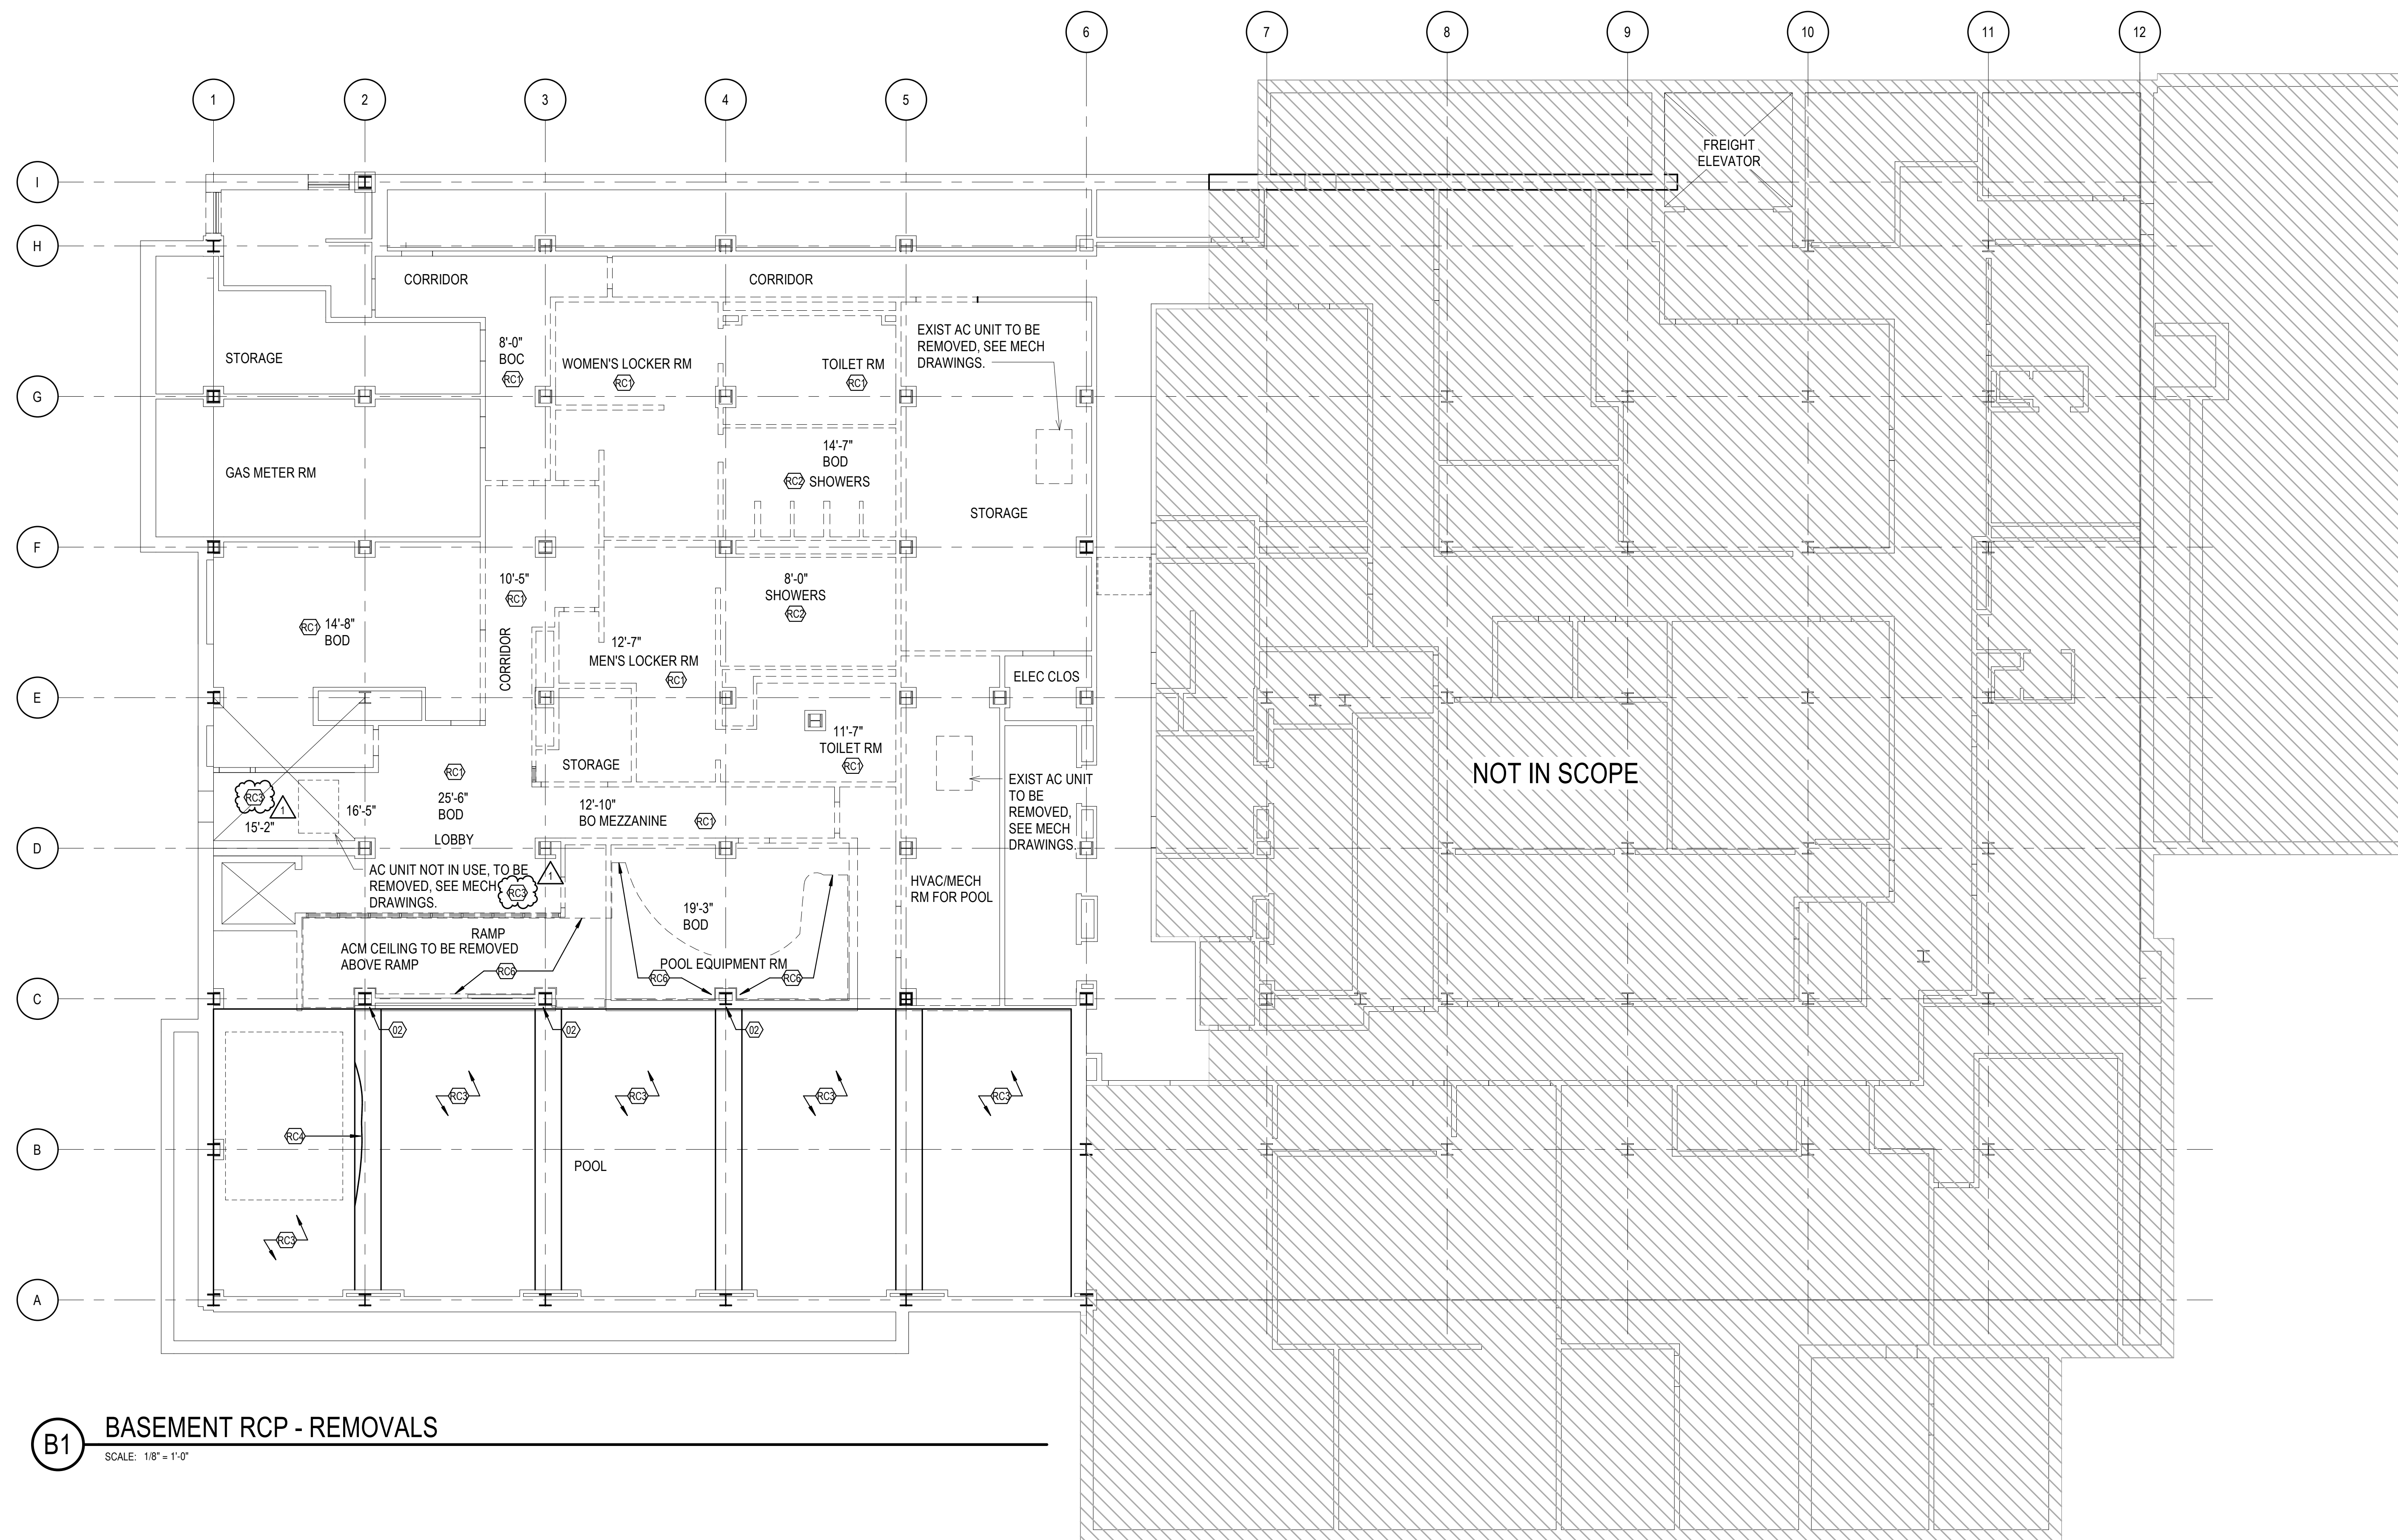 6
7
8
9
10
11
12
1
2
3
4
5
I
FREIGHT
ELEVATOR
H
CORRIDOR
CORRIDOR
STORAGE
8'-0"
BOC
RC1
WOMEN'S LOCKER RM
RC1
TOILET RM
RC1
EXIST AC UNIT TO BE
REMOVED, SEE MECH
DRAWINGS.
G
GAS METER RM
14'-7"
BOD
RC2 SHOWERS
STORAGE
F
10'-5"
RC1
8'-0"
SHOWERS
RC2
RC1 14'-8"
BOD
CORRIDOR
12'-7"
MEN'S LOCKER RM
RC1
ELEC CLOS
E
11'-7"
TOILET RM
RC1
STORAGE
RC1
EXIST AC UNIT
TO BE
REMOVED,
SEE MECH
DRAWINGS.
NOT IN SCOPE
RC3
1
15'-2"
16'-5"
25'-6"
BOD
LOBBY
12'-10"
BO MEZZANINE
RC1
D
AC UNIT NOT IN USE, TO BE
REMOVED, SEE MECH
DRAWINGS.
1
RC3
HVAC/MECH
RM FOR POOL
19'-3"
BOD
RAMP
ACM CEILING TO BE REMOVED
ABOVE RAMP
RC6
POOL EQUIPMENT RM
RC6
RC6
C
02
02
02
RC3
RC3
RC3
RC3
RC4
B
POOL
RC3
A
B1
BASEMENT RCP - REMOVALS
SCALE: 1/8" = 1'-0"